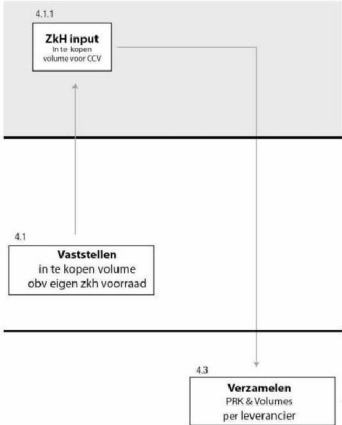 4.1.1
ZkH input
In te kopen
volume voor CCV
4.1
Vaststellen
in te kopen volume
obv eigen zkh voorraad
4.3
Verzamelen
PRK & Volumes
per leverancier